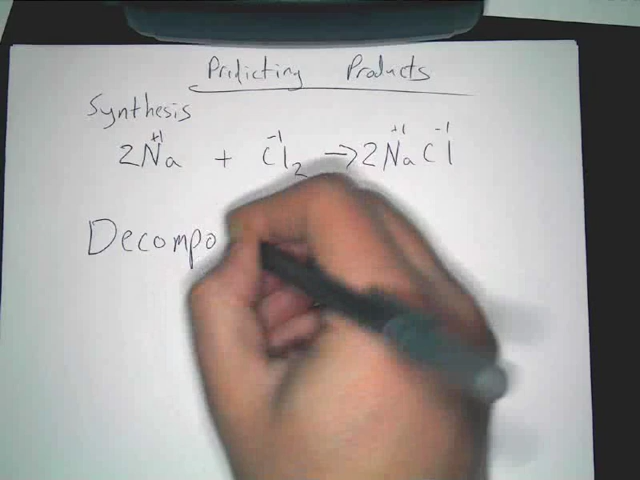 Predicting Products
Synthesis
+1 -1 +1 -1
2Na + Cl2 → 2NaCl
Decompo